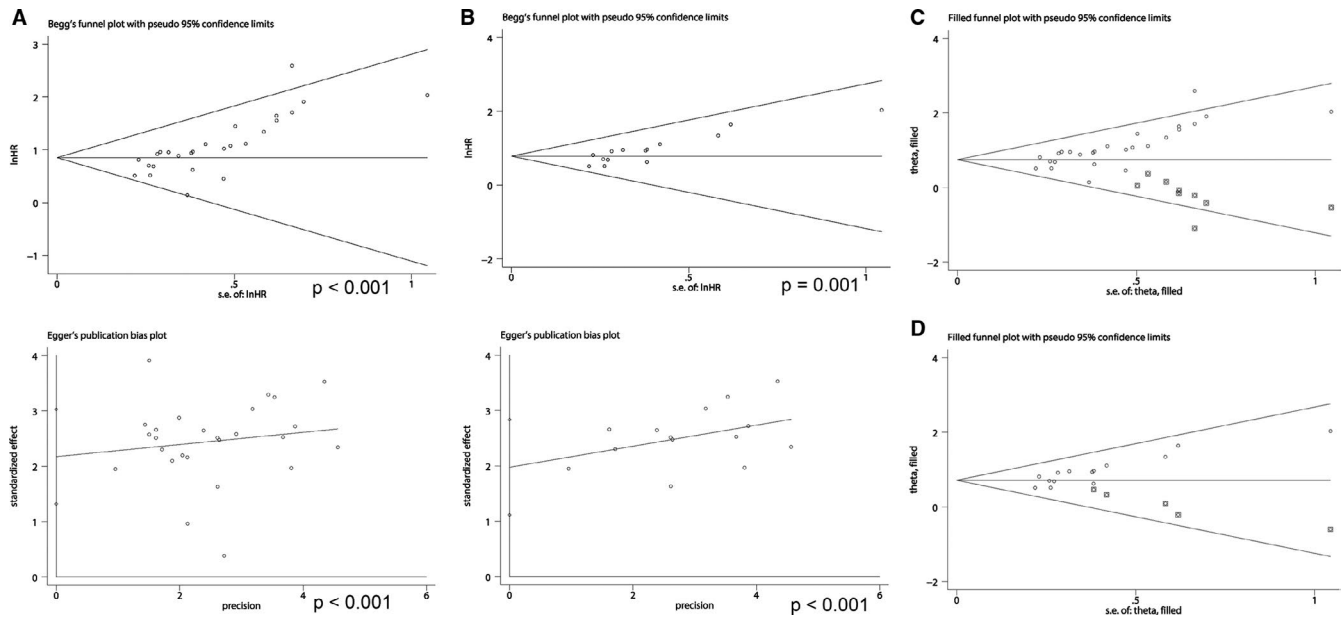 A
Begg's funnel plot with pseudo 95% confidence limits
3
2
1
0
−1
lnHR
0
.5
1
s.e. of: lnHR
p < 0.001
Egger's publication bias plot
4
3
2
1
0
standardized effect
0
2
4
6
precision
p < 0.001
B
Begg's funnel plot with pseudo 95% confidence limits
4
2
0
−2
lnHR
0
.5
1
s.e. of: lnHR
p = 0.001
Egger's publication bias plot
4
3
2
1
0
standardized effect
0
2
4
6
precision
p < 0.001
C
Filled funnel plot with pseudo 95% confidence limits
4
2
0
−2
theta, filled
0
.5
1
s.e. of: theta, filled
D
Filled funnel plot with pseudo 95% confidence limits
4
2
0
−2
theta, filled
0
.5
1
s.e. of: theta, filled